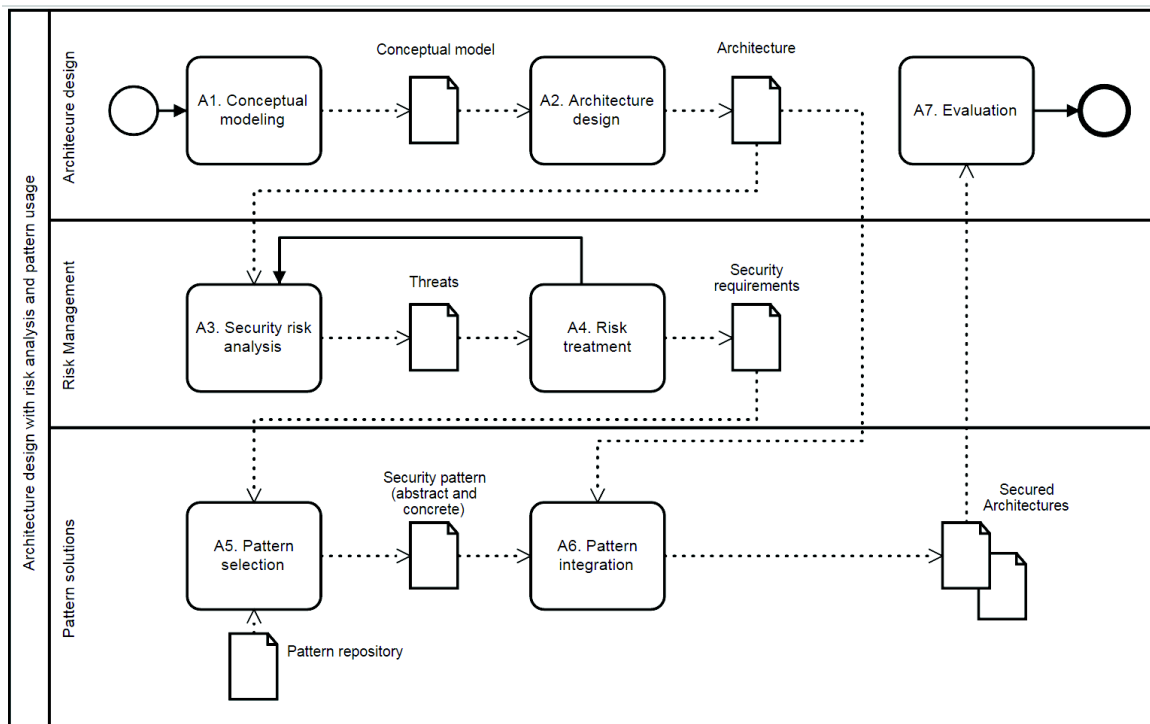 Architecture design with risk analysis and pattern usage
Architecure design
Conceptual model
Architecture
A1. Conceptual
modeling
A2. Architecture
design
A7. Evaluation
Risk Management
Threats
Security
requirements
A3. Security risk
analysis
A4. Risk
treatment
Pattern solutions
Security pattern
(abstract and
concrete)
Secured
Architectures
A5. Pattern
selection
A6. Pattern
integration
Pattern repository